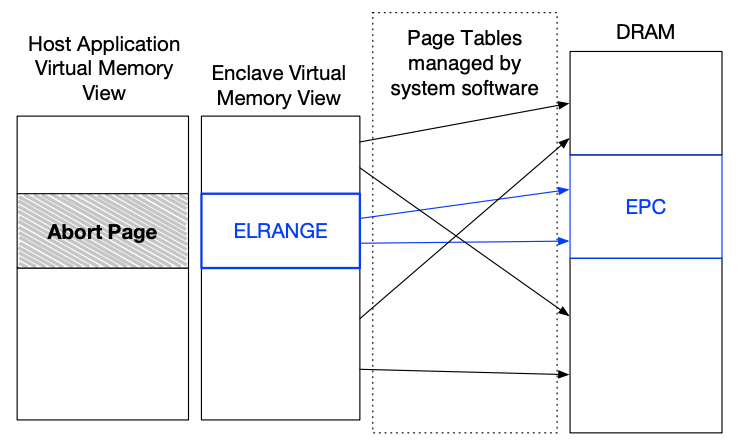 Host Application
Virtual Memory
View
Enclave Virtual
Memory View
Page Tables
managed by
system software
DRAM
Abort Page
ELRANGE
EPC